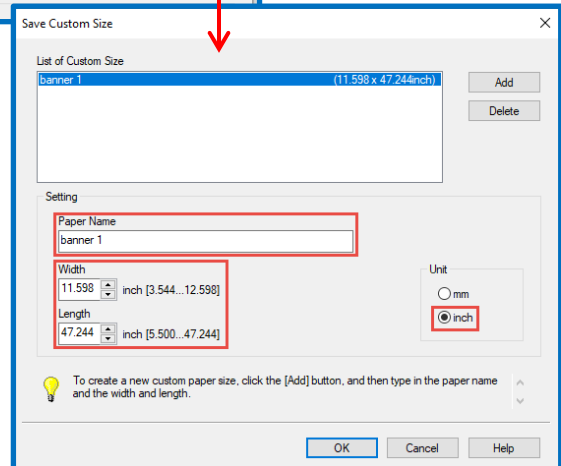 Save Custom Size
List of Custom Size
banner 1 (11.598 x 47.244inch)
Add
Delete
Setting
Paper Name
banner 1
Width
11.598 inch [3.544...12.598]
Length
47.244 inch [5.500...47.244]
Unit
mm
inch
To create a new custom paper size, click the [Add] button, and then type in the paper name
and the width and length.
OK Cancel Help